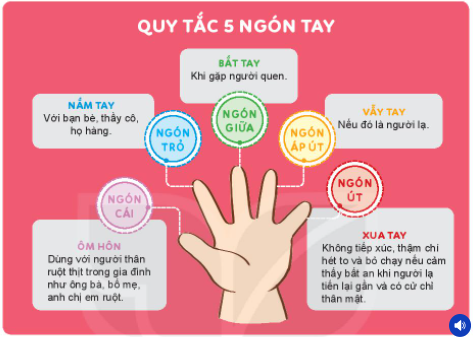 QUY TẮC 5 NGÓN TAY
BẮT TAY
Khi gặp người quen.
NẮM TAY
Với bạn bè, thầy cô,
họ hàng.
NGÓN
TRỎ
NGÓN
GIỮA
NGÓN
ÁP ÚT
VẪY TAY
Nếu đó là người lạ.
NGÓN
CÁI
NGÓN
ÚT
ÔM HÔN
Dùng với người thân
ruột thịt trong gia đình
như ông bà, bố mẹ,
anh chị em ruột.
XUA TAY
Không tiếp xúc, thậm chí
hét to và bỏ chạy nếu cảm
thấy bất an khi người lạ
tiến lại gần và có cử chỉ
thân mật.